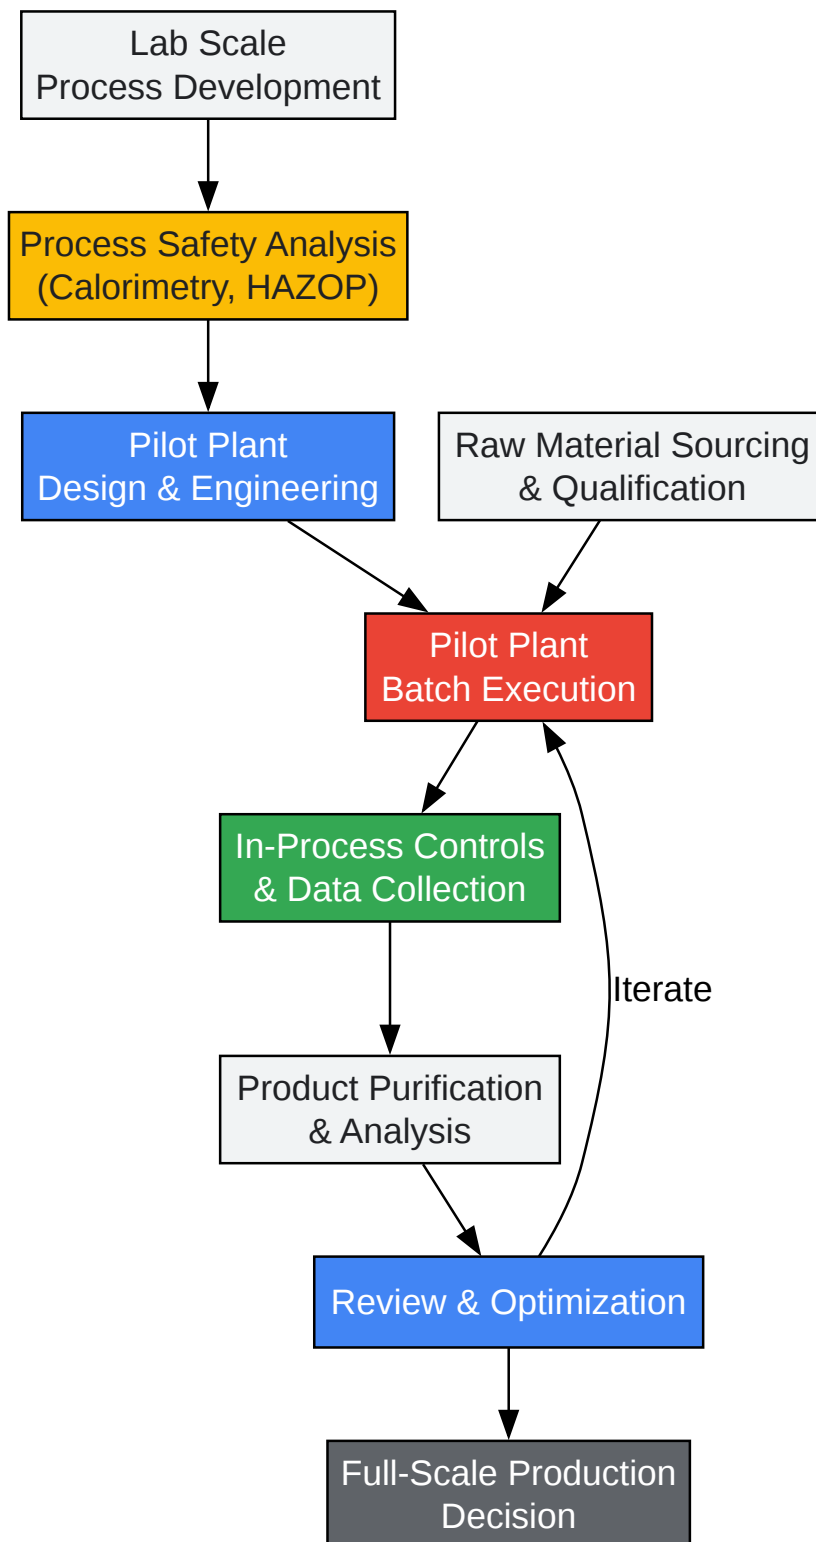 Lab Scale
Process Development
Process Safety Analysis
(Calorimetry, HAZOP)
Pilot Plant
Design & Engineering
Raw Material Sourcing
& Qualification
Pilot Plant
Batch Execution
In-Process Controls
& Data Collection
Iterate
Product Purification
& Analysis
Review & Optimization
Full-Scale Production
Decision